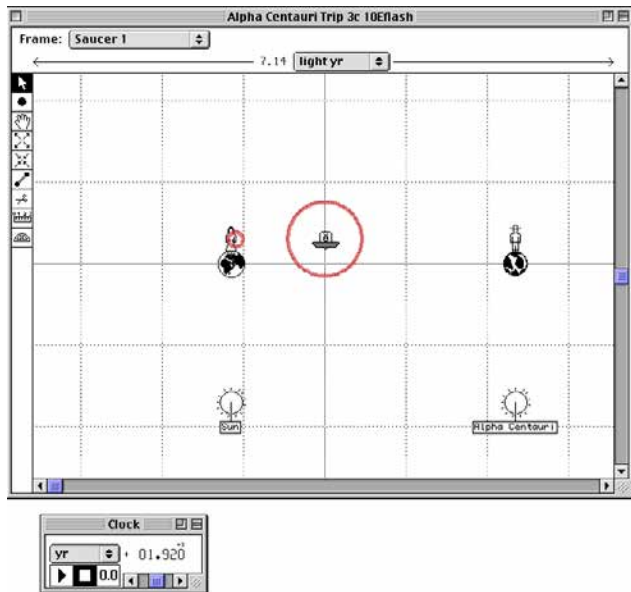 Alpha Centauri Trip 3c 10Eflash
Frame: Saucer 1
7.14 light yr
Sun
Alpha Centauri
Clock
yr + 01.920
0.0